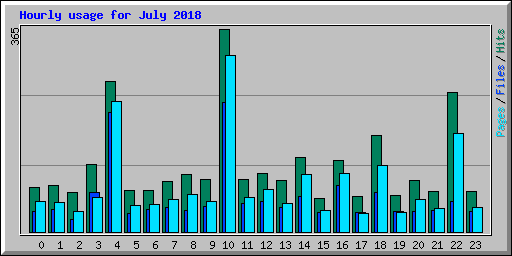 Hourly usage for July 2018
365
Pages/Files/Hits
0 1 2 3 4 5 6 7 8 9 10 11 12 13 14 15 16 17 18 19 20 21 22 23